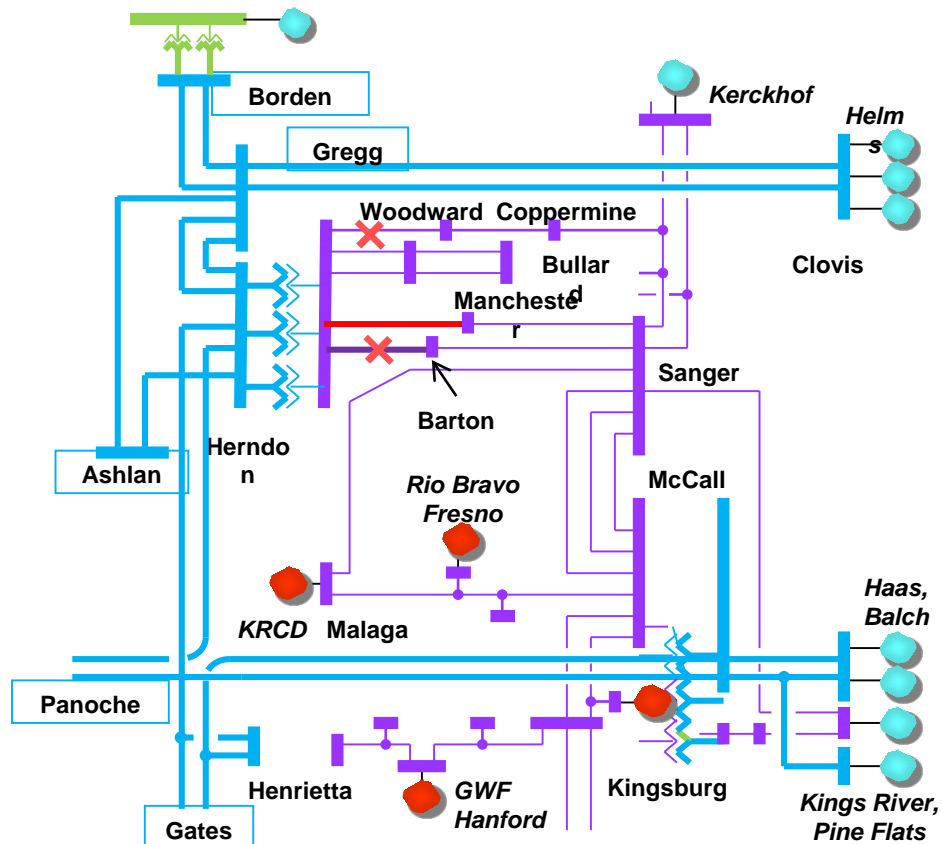 Borden
Kerckhof
Helm
s
Gregg
Woodward
Coppermine
Bullar
d
Clovis
Mancheste
r
Sanger
Barton
Herndo
n
Ashlan
McCall
Rio Bravo
Fresno
Haas,
Balch
KRCD
Malaga
Panoche
Henrietta
GWF
Hanford
Kingsburg
Kings River,
Pine Flats
Gates